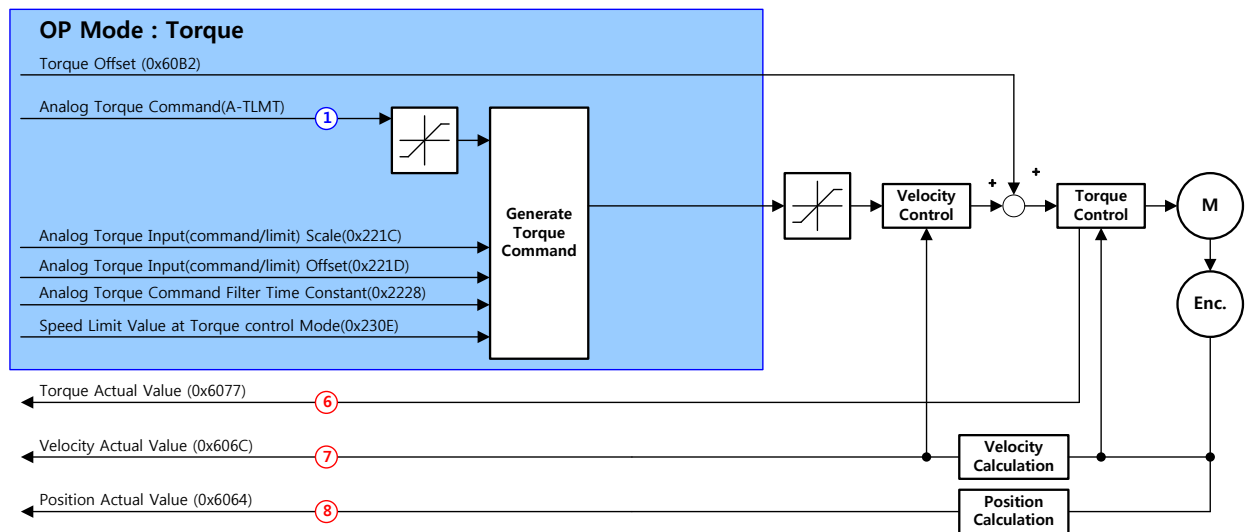 OP Mode : Torque
Torque Offset (0x60B2)
Analog Torque Command(A-TLMT)
1
Generate
Torque
Command
Analog Torque Input(command/limit) Scale(0x221C)
Analog Torque Input(command/limit) Offset(0x221D)
Analog Torque Command Filter Time Constant(0x2228)
Speed Limit Value at Torque control Mode(0x230E)
Velocity
Control
+
+
Torque
Control
M
Enc.
Torque Actual Value (0x6077)
6
Velocity Actual Value (0x606C)
7
Velocity
Calculation
Position Actual Value (0x6064)
8
Position
Calculation